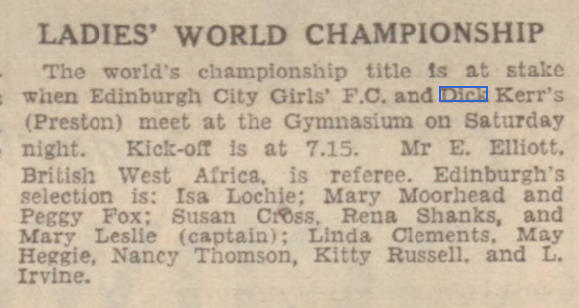 LADIES' WORLD CHAMPIONSHIP
The world's championship title is at stake
when Edinburgh City Girls' F.C. and Dick Kerr's
(Preston) meet at the Gymnasium on Saturday
night. Kick-off is at 7.15. Mr E. Elliott,
British West Africa, is referee. Edinburgh's
selection is: Isa Lochie; Mary Moorhead and
Peggy Fox; Susan Cross, Rena Shanks, and
Mary Leslie (captain); Linda Clements, May
Heggie, Nancy Thomson, Kitty Russell, and L.
Irvine.